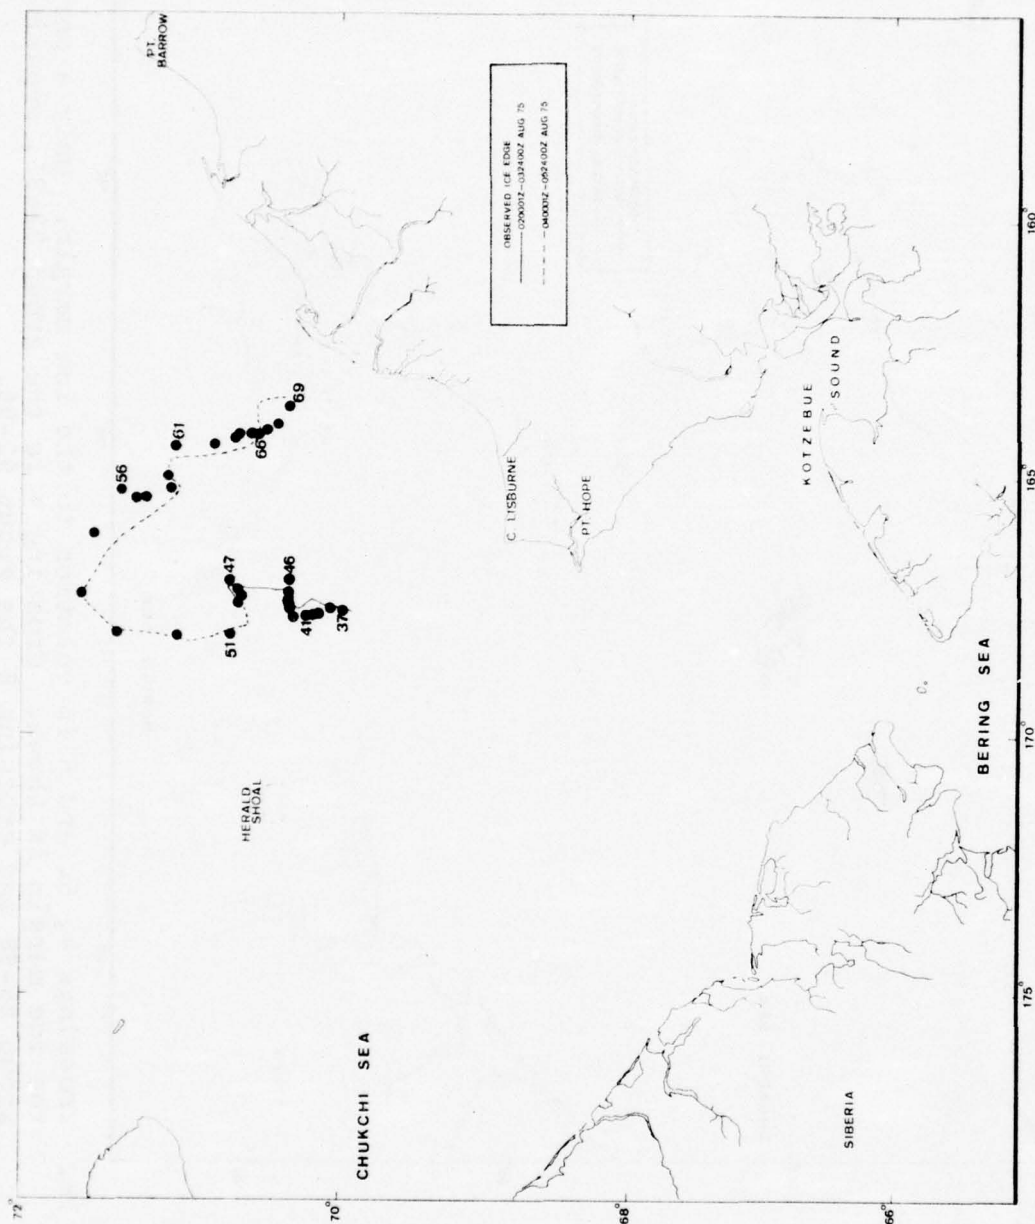 PT.
BARROW
OBSERVED ICE EDGE
020001Z-032400Z AUG 75
040001Z-052400Z AUG 75
56
61
66
69
47
46
41
37
51
C. LISBURNE
PT. HOPE
HERALD
SHOAL
KOTZEBUE
SOUND
CHUKCHI SEA
BERING SEA
SIBERIA
72°
70°
68°
66°
175°
170°
165°
160°